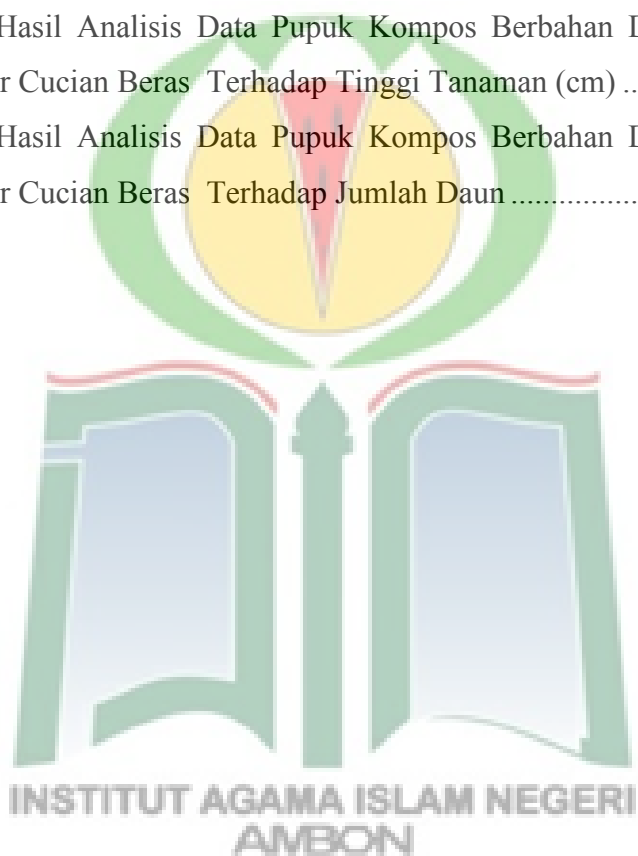 Hasil Analisis Data Pupuk Kompos Berbahan
r Cucian Beras Terhadap Tinggi Tanaman (cm) ..
Hasil Analisis Data Pupuk Kompos Berbahan
r Cucian Beras Terhadap Jumlah Daun .................
INSTITUT AGAMA ISLAM NEGERI
AMBON